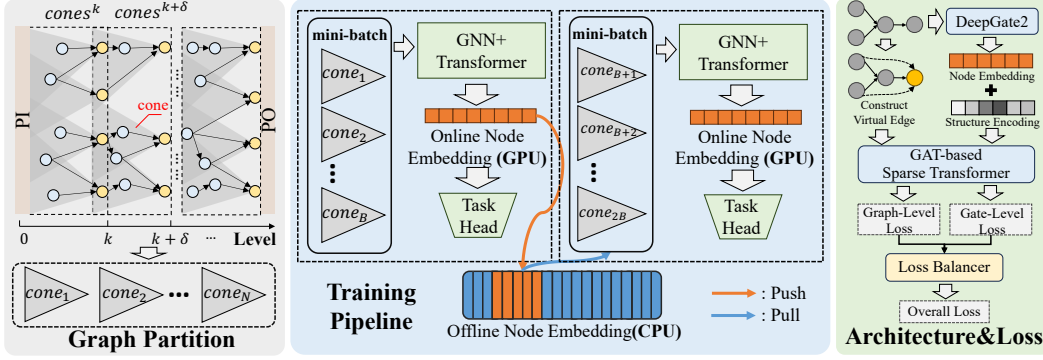 cones^k
cones^{k+δ}
cone
PI
PO
0
k
k + δ
...
Level
cone_1
cone_2
•••
cone_N
Graph Partition
mini-batch
cone_1
cone_2
cone_B
GNN+
Transformer
Online Node
Embedding (GPU)
Task
Head
mini-batch
cone_{B+1}
cone_{B+2}
cone_{2B}
GNN+
Transformer
Online Node
Embedding (GPU)
Task
Head
Training
Pipeline
Offline Node Embedding(CPU)
: Push
: Pull
DeepGate2
Node Embedding
+
Structure Encoding
Construct
Virtual Edge
GAT-based
Sparse Transformer
Graph-Level
Loss
Gate-Level
Loss
Loss Balancer
Overall Loss
Architecture&Loss